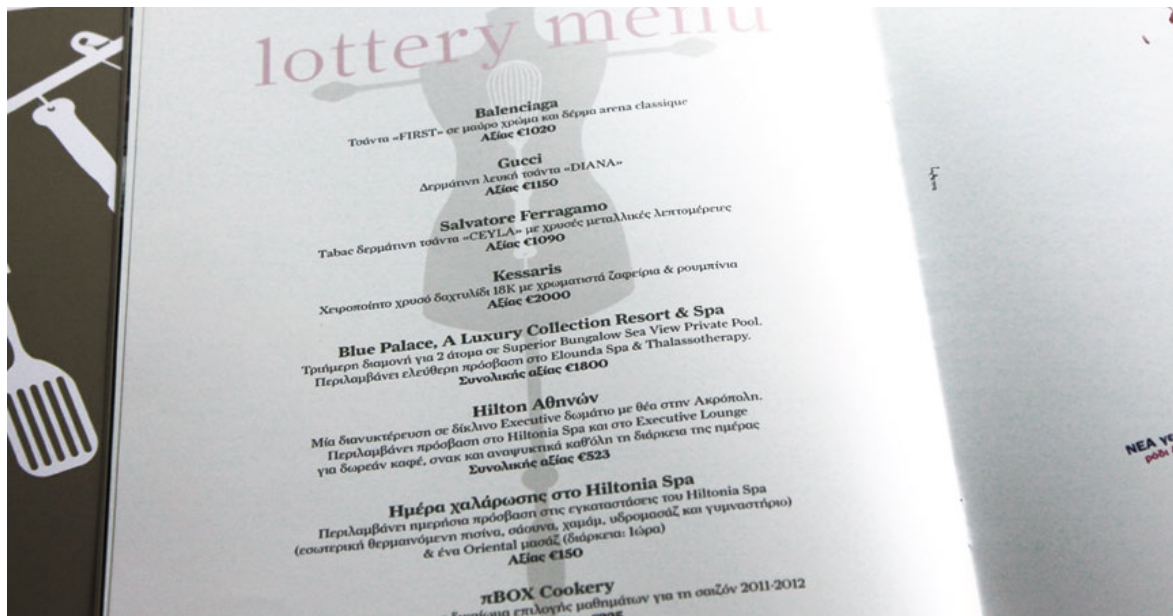 lottery menu
Balenciaga
Τσάντα «FIRST» σε μαύρο χρώμα και δέρμα arena classique
Αξίας €1020
Gucci
Δερμάτινη λευκή τσάντα «DIANA»
Αξίας €1150
Salvatore Ferragamo
Tabac δερμάτινη τσάντα «CEYLA» με χρυσές μεταλλικές λεπτομέρειες
Αξίας €1090
Kessaris
Χειροποίητο χρυσό δαχτυλίδι 18K με χρωματιστά ζαφείρια & ρουμπίνια
Αξίας €2000
Blue Palace, A Luxury Collection Resort & Spa
Τριήμερη διαμονή για 2 άτομα σε Superior Bungalow Sea View Private Pool.
Περιλαμβάνει ελεύθερη πρόσβαση στο Elounda Spa & Thalassotherapy.
Συνολικής αξίας €1800
Hilton Αθηνών
Μία διανυκτέρευση σε δίκλινο Executive δωμάτιο με θέα στην Ακρόπολη.
Περιλαμβάνει πρόσβαση στο Hiltonia Spa και στο Executive Lounge
για δωρεάν καφέ, σνακ και αναψυκτικά καθ'όλη τη διάρκεια της ημέρας
Συνολικής αξίας €523
Ημέρα χαλάρωσης στο Hiltonia Spa
Περιλαμβάνει ημερήσια πρόσβαση στις εγκαταστάσεις του Hiltonia Spa
(εσωτερική θερμαινόμενη πισίνα, σάουνα, χαμάμ, υδρομασάζ και γυμναστήριο)
& ένα Oriental μασάζ (διάρκεια: 1ώρα)
Αξίας €150
πBOX Cookery
επιλογής μαθημάτων για τη σαιζόν 2011-2012
ΝΕΑ
ρόδι